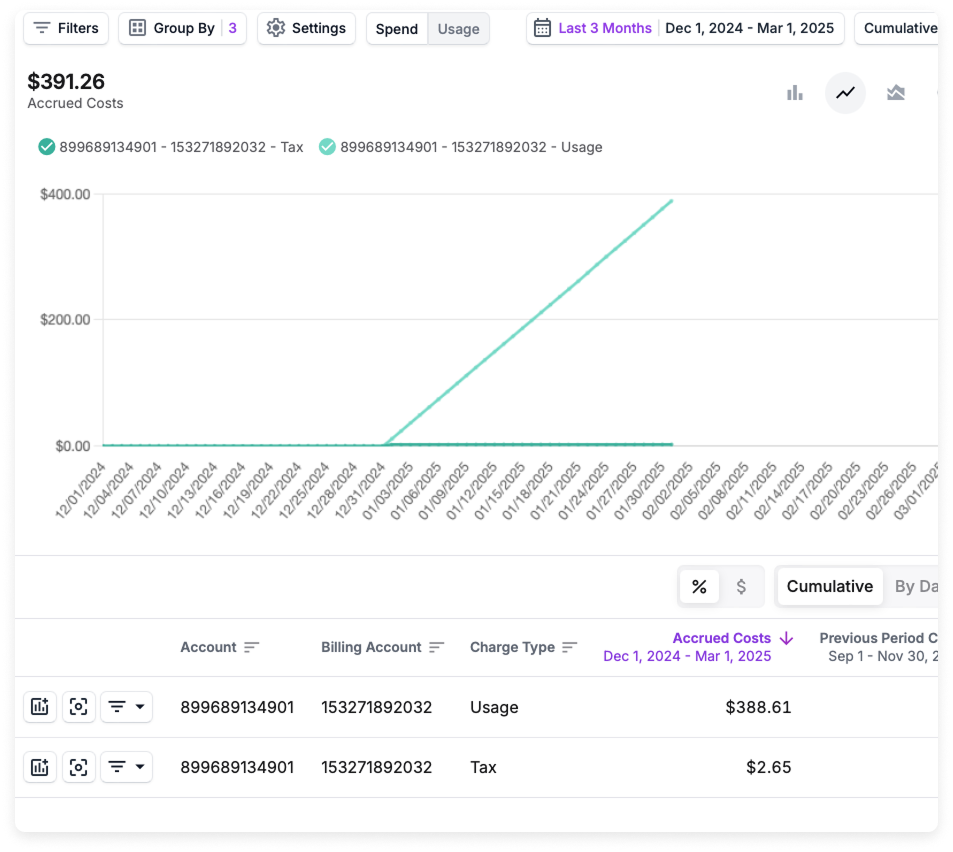 Filters Group By 3 Settings Spend Usage Last 3 Months Dec 1, 2024 - Mar 1, 2025 Cumulative
$391.26
Accrued Costs
899689134901 - 153271892032 - Tax 899689134901 - 153271892032 - Usage
$400.00
$200.00
$0.00
12/01/2024 12/04/2024 12/07/2024 12/10/2024 12/13/2024 12/16/2024 12/19/2024 12/22/2024 12/25/2024 12/28/2024 12/31/2024 01/03/2025 01/06/2025 01/09/2025 01/12/2025 01/15/2025 01/18/2025 01/21/2025 01/24/2025 01/27/2025 01/30/2025 02/02/2025 02/05/2025 02/08/2025 02/11/2025 02/14/2025 02/17/2025 02/20/2025 02/23/2025 02/26/2025 03/01/202
% $ Cumulative By Da
Account Billing Account Charge Type Accrued Costs Previous Period C
Dec 1, 2024 - Mar 1, 2025 Sep 1 - Nov 30, 2
899689134901 153271892032 Usage $388.61
899689134901 153271892032 Tax $2.65